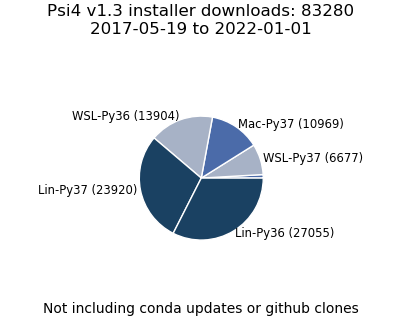 Psi4 v1.3 installer downloads: 83280
2017-05-19 to 2022-01-01
WSL-Py36 (13904)
Mac-Py37 (10969)
WSL-Py37 (6677)
Lin-Py37 (23920)
Lin-Py36 (27055)
Not including conda updates or github clones